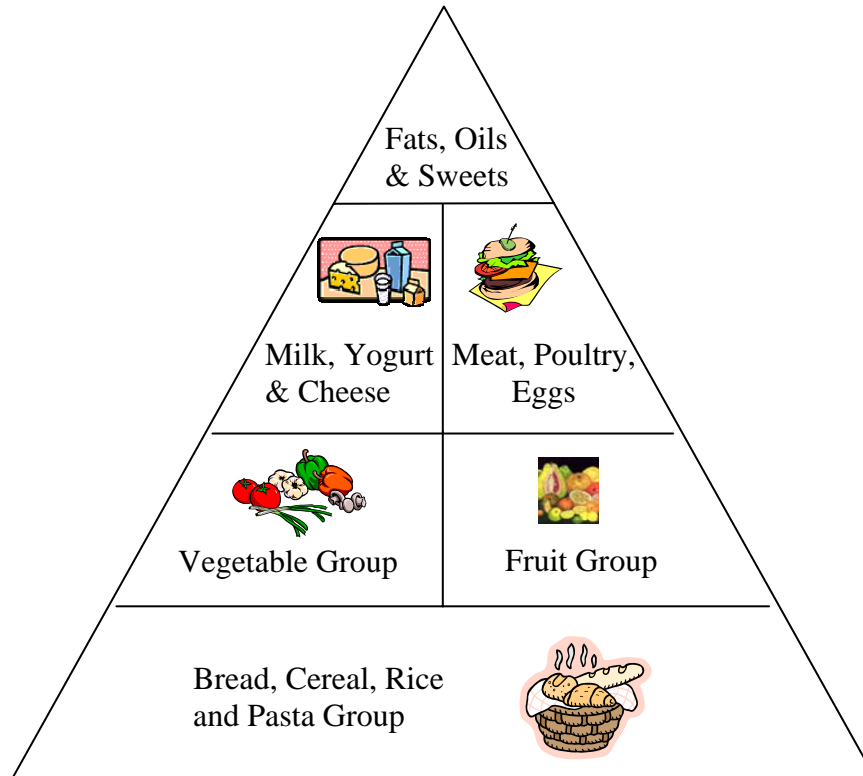 Fats, Oils
& Sweets
Milk, Yogurt
& Cheese
Meat, Poultry,
Eggs
Vegetable Group
Fruit Group
Bread, Cereal, Rice
and Pasta Group